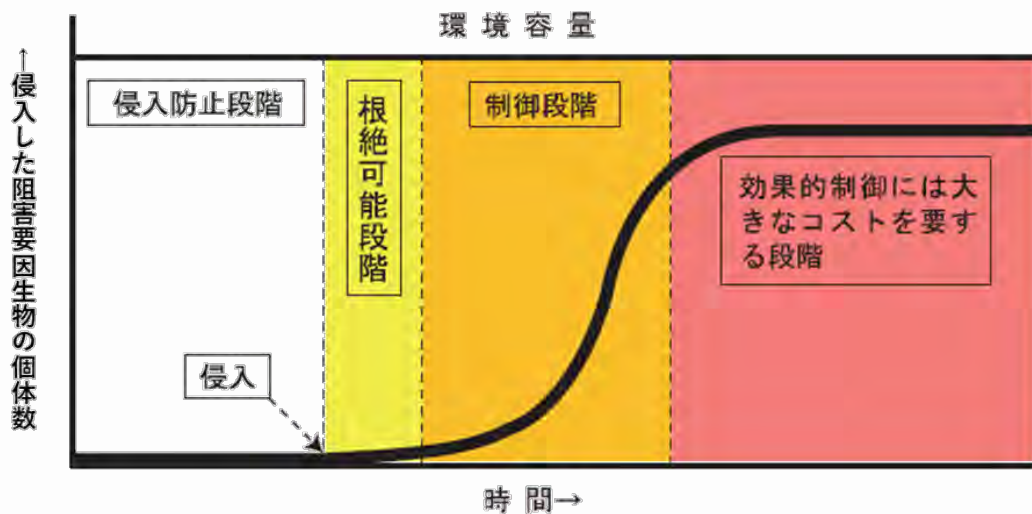 環境容量
←侵入した阻害要因生物の個体数
侵入防止段階
根絶可能段階
制御段階
効果的制御には大
きなコストを要す
る段階
侵入
時間→